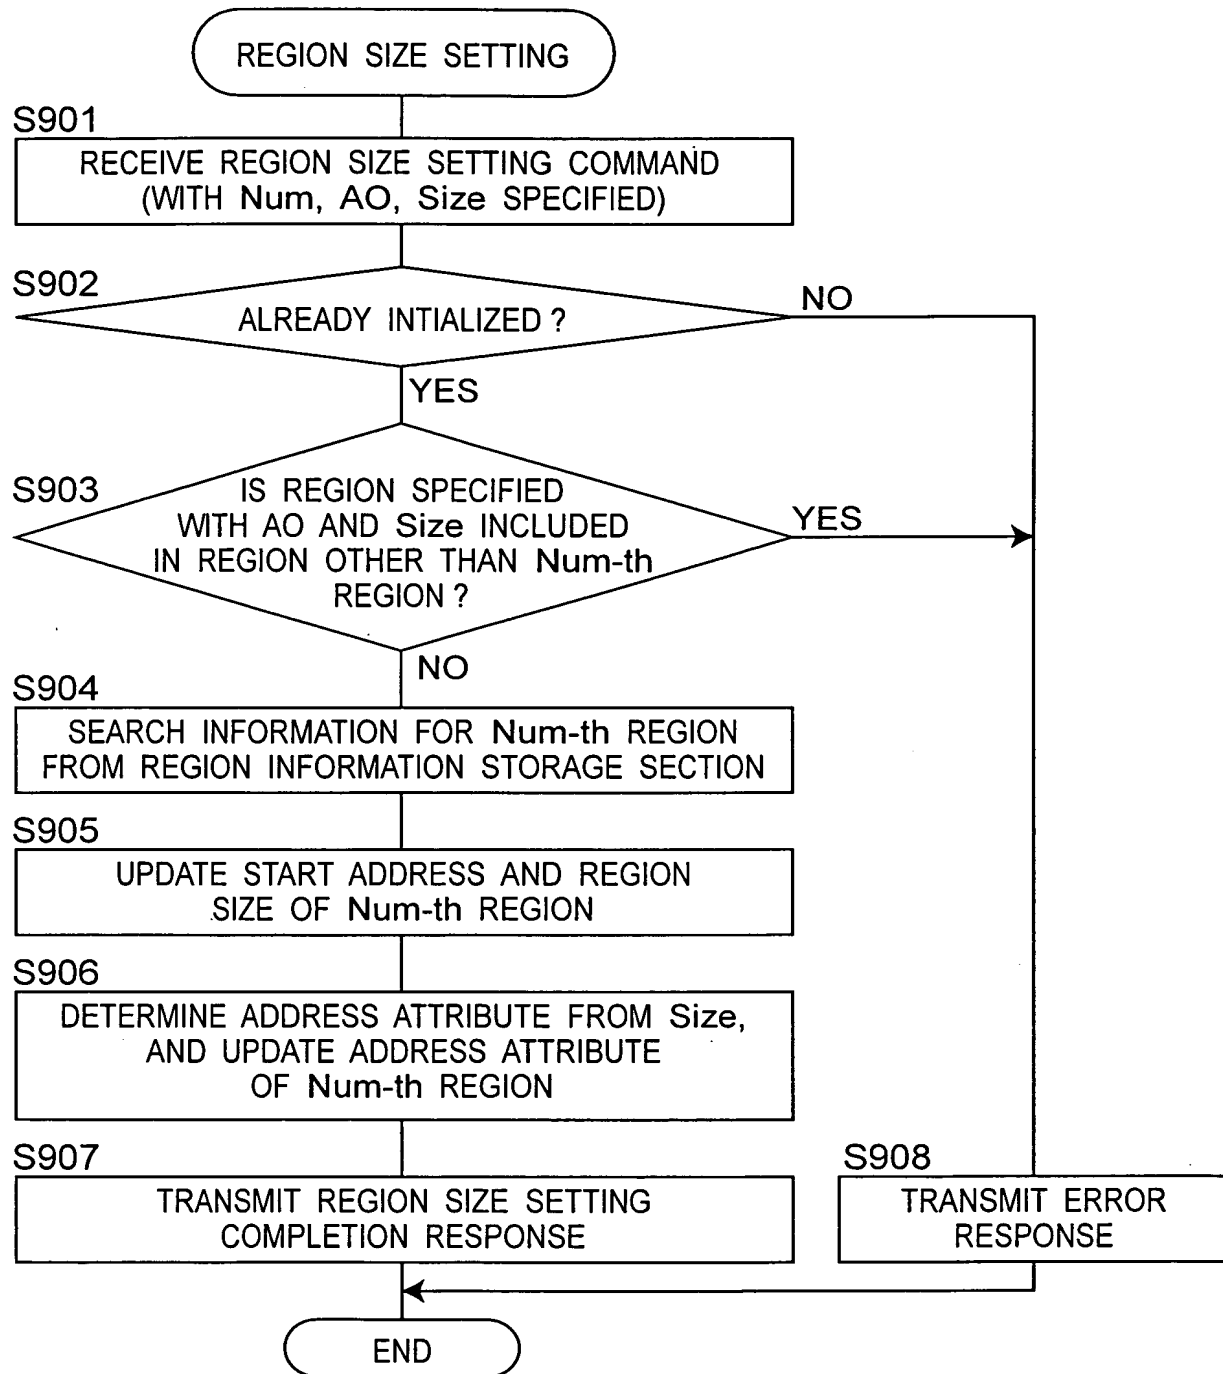 REGION SIZE SETTING
S901
RECEIVE REGION SIZE SETTING COMMAND
(WITH Num, AO, Size SPECIFIED)
S902
ALREADY INTIALIZED ?
NO
YES
S903
IS REGION SPECIFIED
WITH AO AND Size INCLUDED
IN REGION OTHER THAN Num-th
REGION ?
YES
NO
S904
SEARCH INFORMATION FOR Num-th REGION
FROM REGION INFORMATION STORAGE SECTION
S905
UPDATE START ADDRESS AND REGION
SIZE OF Num-th REGION
S906
DETERMINE ADDRESS ATTRIBUTE FROM Size,
AND UPDATE ADDRESS ATTRIBUTE
OF Num-th REGION
S907
TRANSMIT REGION SIZE SETTING
COMPLETION RESPONSE
S908
TRANSMIT ERROR
RESPONSE
END